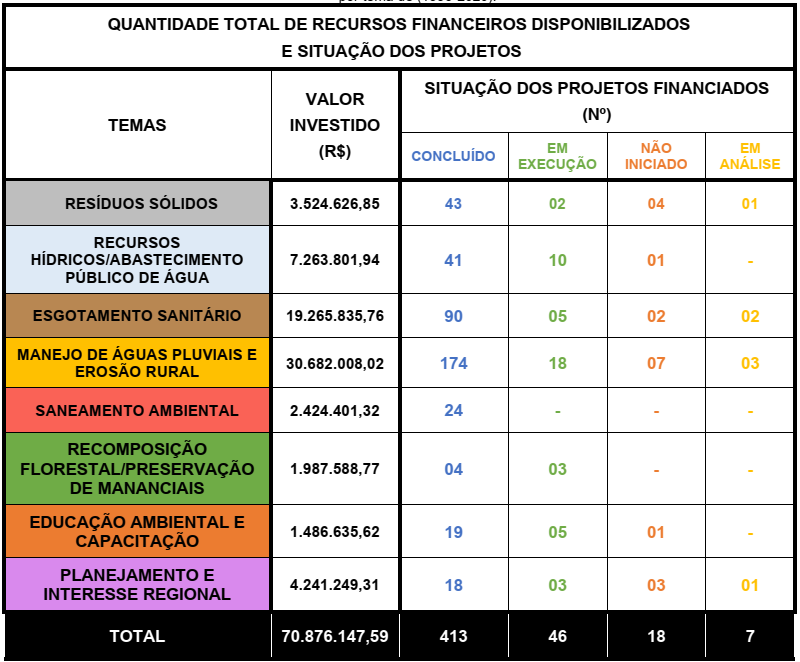 por tema de (1996-2020).
QUANTIDADE TOTAL DE RECURSOS FINANCEIROS DISPONIBILIZADOS
E SITUAÇÃO DOS PROJETOS
TEMAS
VALOR
INVESTIDO
(R$)
SITUAÇÃO DOS PROJETOS FINANCIADOS
(Nº)
CONCLUÍDO
EM
EXECUÇÃO
NÃO
INICIADO
EM
ANÁLISE
RESÍDUOS SÓLIDOS 3.524.626,85 43 02 04 01
RECURSOS
HÍDRICOS/ABASTECIMENTO
PÚBLICO DE ÁGUA
7.263.801,94 41 10 01 -
ESGOTAMENTO SANITÁRIO 19.265.835,76 90 05 02 02
MANEJO DE ÁGUAS PLUVIAIS E
EROSÃO RURAL
30.682.008,02 174 18 07 03
SANEAMENTO AMBIENTAL 2.424.401,32 24 - - -
RECOMPOSIÇÃO
FLORESTAL/PRESERVAÇÃO
DE MANANCIAIS
1.987.588,77 04 03 - -
EDUCAÇÃO AMBIENTAL E
CAPACITAÇÃO
1.486.635,62 19 05 01 -
PLANEJAMENTO E
INTERESSE REGIONAL
4.241.249,31 18 03 03 01
TOTAL 70.876.147,59 413 46 18 7